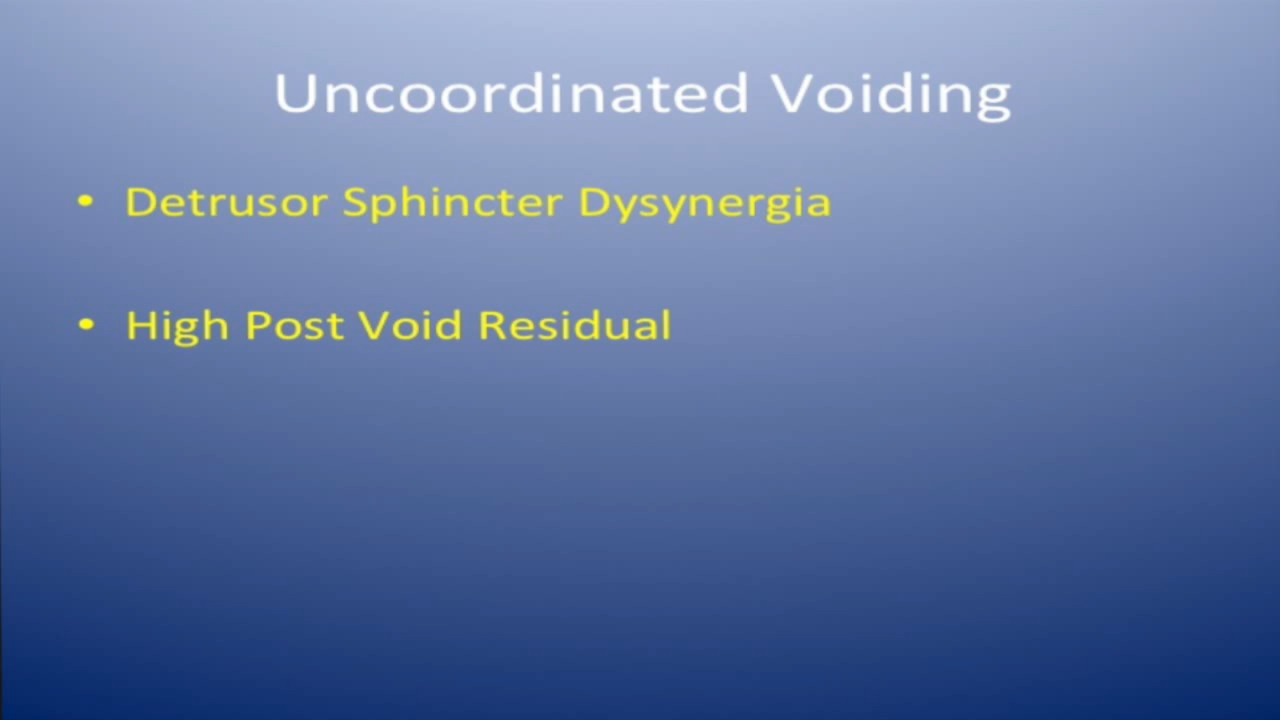 Uncoordinated Voiding
• Detrusor Sphincter Dysynergia
• High Post Void Residual